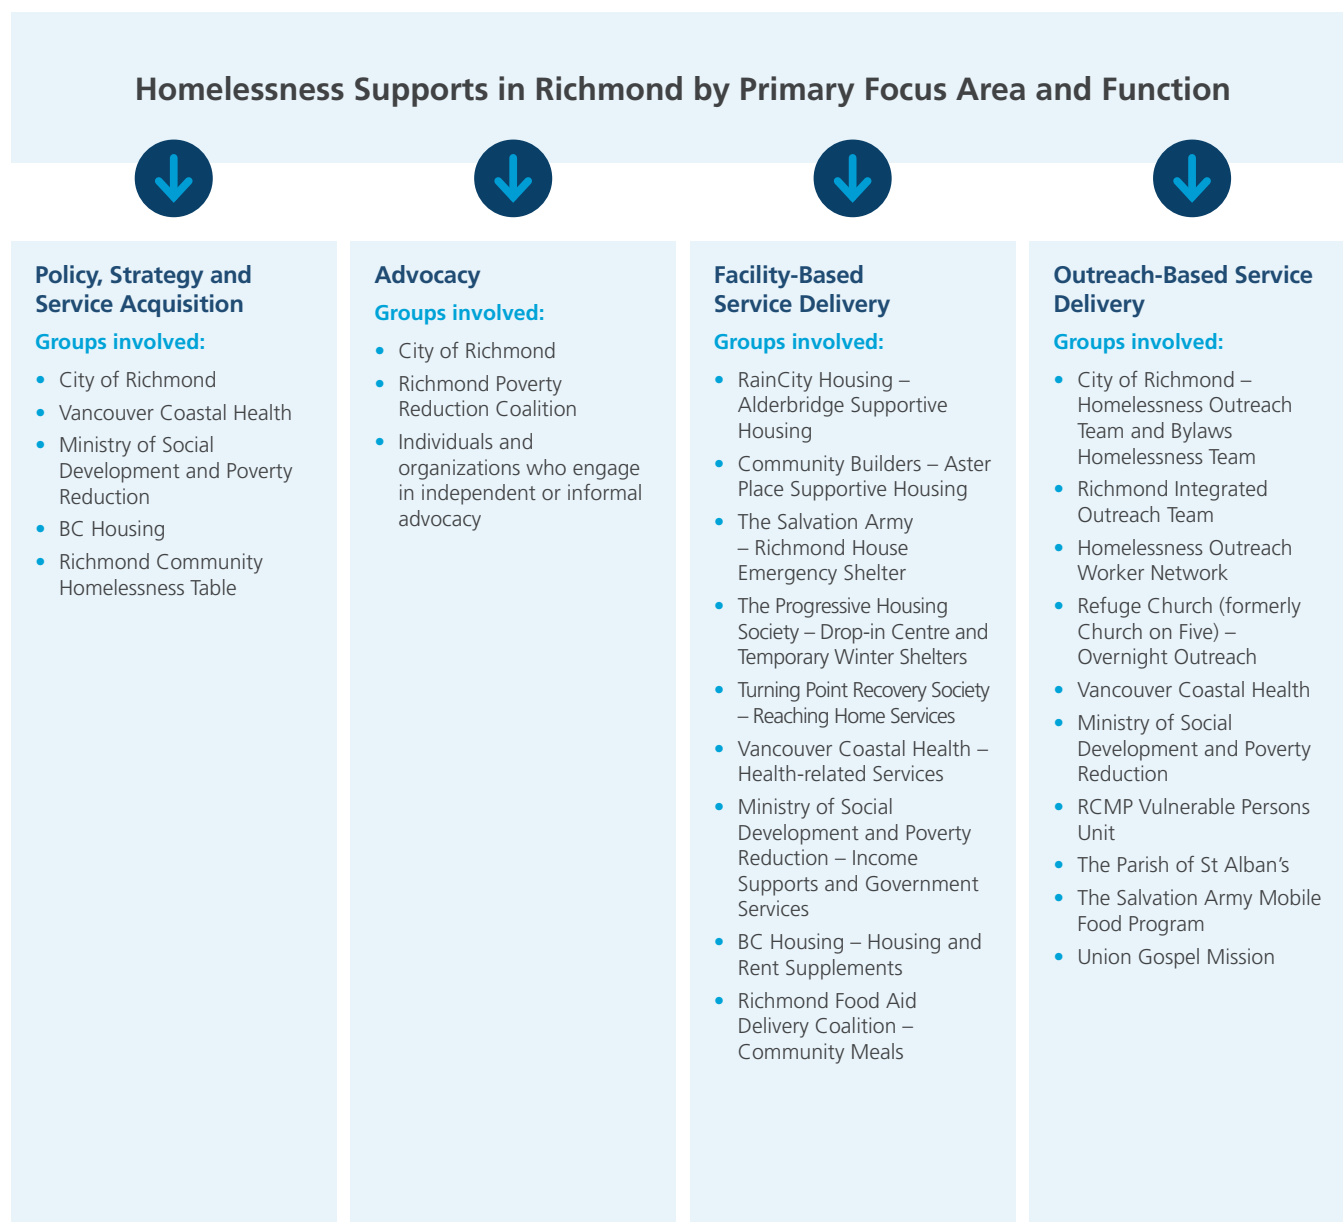 Homelessness Supports in Richmond by Primary Focus Area and Function
Policy, Strategy and
Service Acquisition
Groups involved:
• City of Richmond
• Vancouver Coastal Health
• Ministry of Social
Development and Poverty
Reduction
• BC Housing
• Richmond Community
Homelessness Table
Advocacy
Groups involved:
• City of Richmond
• Richmond Poverty
Reduction Coalition
• Individuals and
organizations who engage
in independent or informal
advocacy
Facility-Based
Service Delivery
Groups involved:
• RainCity Housing –
Alderbridge Supportive
Housing
• Community Builders – Aster
Place Supportive Housing
• The Salvation Army
– Richmond House
Emergency Shelter
• The Progressive Housing
Society – Drop-in Centre and
Temporary Winter Shelters
• Turning Point Recovery Society
– Reaching Home Services
• Vancouver Coastal Health –
Health-related Services
• Ministry of Social
Development and Poverty
Reduction – Income
Supports and Government
Services
• BC Housing – Housing and
Rent Supplements
• Richmond Food Aid
Delivery Coalition –
Community Meals
Outreach-Based Service
Delivery
Groups involved:
• City of Richmond –
Homelessness Outreach
Team and Bylaws
Homelessness Team
• Richmond Integrated
Outreach Team
• Homelessness Outreach
Worker Network
• Refuge Church (formerly
Church on Five) –
Overnight Outreach
• Vancouver Coastal Health
• Ministry of Social
Development and Poverty
Reduction
• RCMP Vulnerable Persons
Unit
• The Parish of St Alban’s
• The Salvation Army Mobile
Food Program
• Union Gospel Mission